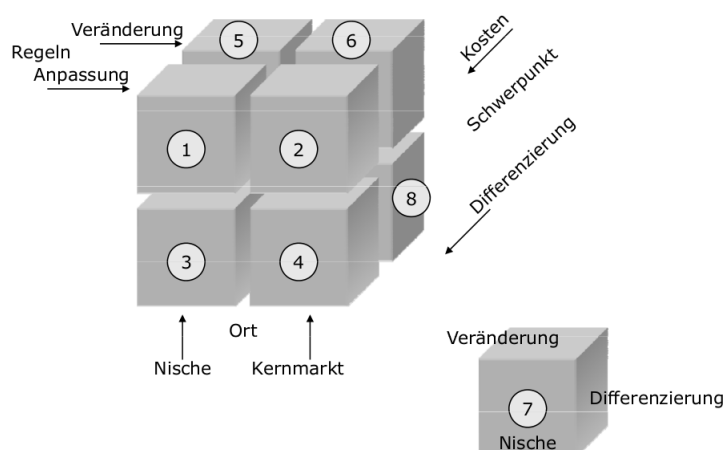 Veränderung
Regeln
Anpassung
5
6
Kosten
Schwerpunkt
Differenzierung
1
2
8
3
4
Ort
Nische
Kernmarkt
Veränderung
Differenzierung
7
Nische